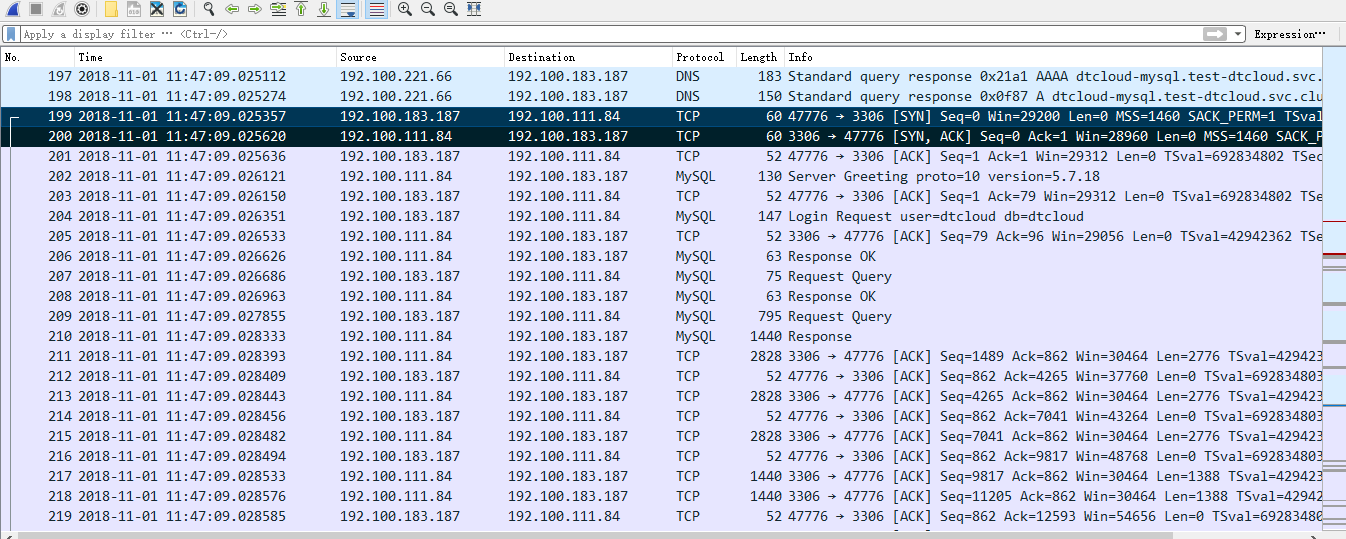 Apply a display filter ··· <Ctrl-/> Expression···
No. Time Source Destination Protocol Length Info
197 2018-11-01 11:47:09.025112 192.100.221.66 192.100.183.187 DNS 183 Standard query response 0x21a1 AAAA dtcloud-mysql.test-dtcloud.svc.
198 2018-11-01 11:47:09.025274 192.100.221.66 192.100.183.187 DNS 150 Standard query response 0x0f87 A dtcloud-mysql.test-dtcloud.svc.clu
199 2018-11-01 11:47:09.025357 192.100.183.187 192.100.111.84 TCP 60 47776 → 3306 [SYN] Seq=0 Win=29200 Len=0 MSS=1460 SACK_PERM=1 TSval
200 2018-11-01 11:47:09.025620 192.100.111.84 192.100.183.187 TCP 60 3306 → 47776 [SYN, ACK] Seq=0 Ack=1 Win=28960 Len=0 MSS=1460 SACK_P
201 2018-11-01 11:47:09.025636 192.100.183.187 192.100.111.84 TCP 52 47776 → 3306 [ACK] Seq=1 Ack=1 Win=29312 Len=0 TSval=692834802 TSec
202 2018-11-01 11:47:09.026121 192.100.111.84 192.100.183.187 MySQL 130 Server Greeting proto=10 version=5.7.18
203 2018-11-01 11:47:09.026150 192.100.183.187 192.100.111.84 TCP 52 47776 → 3306 [ACK] Seq=1 Ack=79 Win=29312 Len=0 TSval=692834802 TSe
204 2018-11-01 11:47:09.026351 192.100.183.187 192.100.111.84 MySQL 147 Login Request user=dtcloud db=dtcloud
205 2018-11-01 11:47:09.026533 192.100.111.84 192.100.183.187 TCP 52 3306 → 47776 [ACK] Seq=79 Ack=96 Win=29056 Len=0 TSval=42942362 TSe
206 2018-11-01 11:47:09.026626 192.100.111.84 192.100.183.187 MySQL 63 Response OK
207 2018-11-01 11:47:09.026686 192.100.183.187 192.100.111.84 MySQL 75 Request Query
208 2018-11-01 11:47:09.026963 192.100.111.84 192.100.183.187 MySQL 63 Response OK
209 2018-11-01 11:47:09.027855 192.100.183.187 192.100.111.84 MySQL 795 Request Query
210 2018-11-01 11:47:09.028333 192.100.111.84 192.100.183.187 MySQL 1440 Response
211 2018-11-01 11:47:09.028393 192.100.111.84 192.100.183.187 TCP 2828 3306 → 47776 [ACK] Seq=1489 Ack=862 Win=30464 Len=2776 TSval=429423
212 2018-11-01 11:47:09.028409 192.100.183.187 192.100.111.84 TCP 52 47776 → 3306 [ACK] Seq=862 Ack=4265 Win=37760 Len=0 TSval=692834803
213 2018-11-01 11:47:09.028443 192.100.111.84 192.100.183.187 TCP 2828 3306 → 47776 [ACK] Seq=4265 Ack=862 Win=30464 Len=2776 TSval=429423
214 2018-11-01 11:47:09.028456 192.100.183.187 192.100.111.84 TCP 52 47776 → 3306 [ACK] Seq=862 Ack=7041 Win=43264 Len=0 TSval=692834803
215 2018-11-01 11:47:09.028482 192.100.111.84 192.100.183.187 TCP 2828 3306 → 47776 [ACK] Seq=7041 Ack=862 Win=30464 Len=2776 TSval=429423
216 2018-11-01 11:47:09.028494 192.100.183.187 192.100.111.84 TCP 52 47776 → 3306 [ACK] Seq=862 Ack=9817 Win=48768 Len=0 TSval=692834803
217 2018-11-01 11:47:09.028533 192.100.111.84 192.100.183.187 TCP 1440 3306 → 47776 [ACK] Seq=9817 Ack=862 Win=30464 Len=1388 TSval=429423
218 2018-11-01 11:47:09.028576 192.100.111.84 192.100.183.187 TCP 1440 3306 → 47776 [ACK] Seq=11205 Ack=862 Win=30464 Len=1388 TSval=42942
219 2018-11-01 11:47:09.028585 192.100.183.187 192.100.111.84 TCP 52 47776 → 3306 [ACK] Seq=862 Ack=12593 Win=54656 Len=0 TSval=69283480